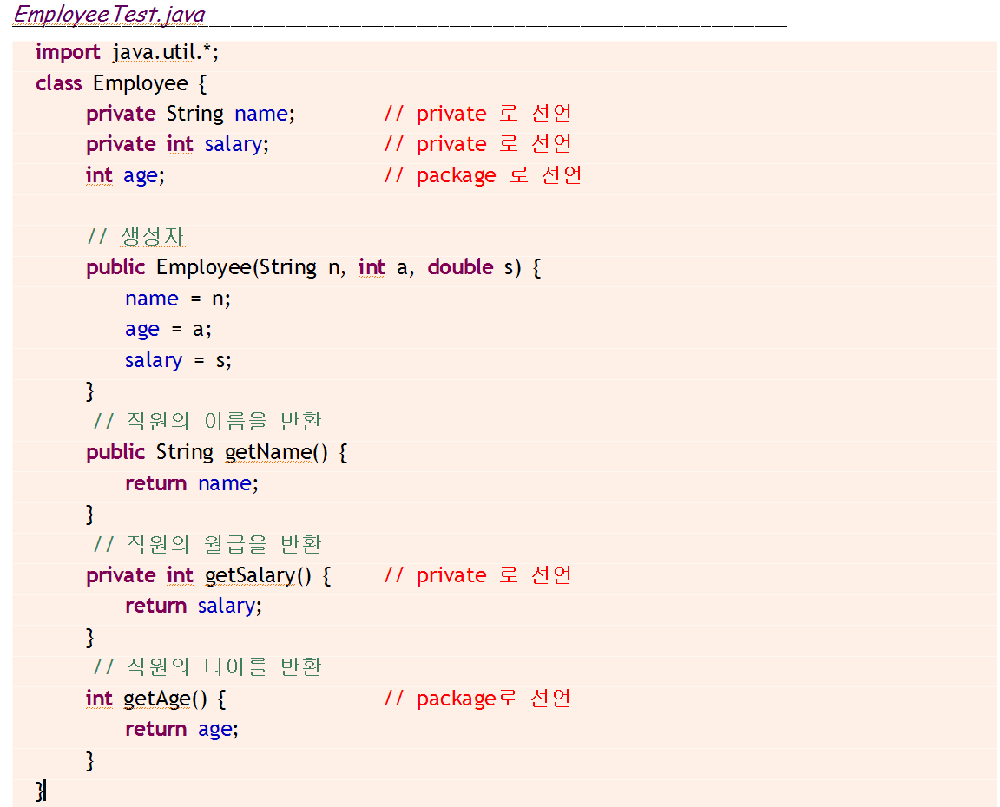 EmployeeTest.java
import java.util.*;
class Employee {
private String name; // private 로 선언
private int salary; // private 로 선언
int age; // package 로 선언
// 생성자
public Employee(String n, int a, double s) {
name = n;
age = a;
salary = s;
}
// 직원의 이름을 반환
public String getName() {
return name;
}
// 직원의 월급을 반환
private int getSalary() { // private 로 선언
return salary;
}
// 직원의 나이를 반환
int getAge() { // package로 선언
return age;
}
}